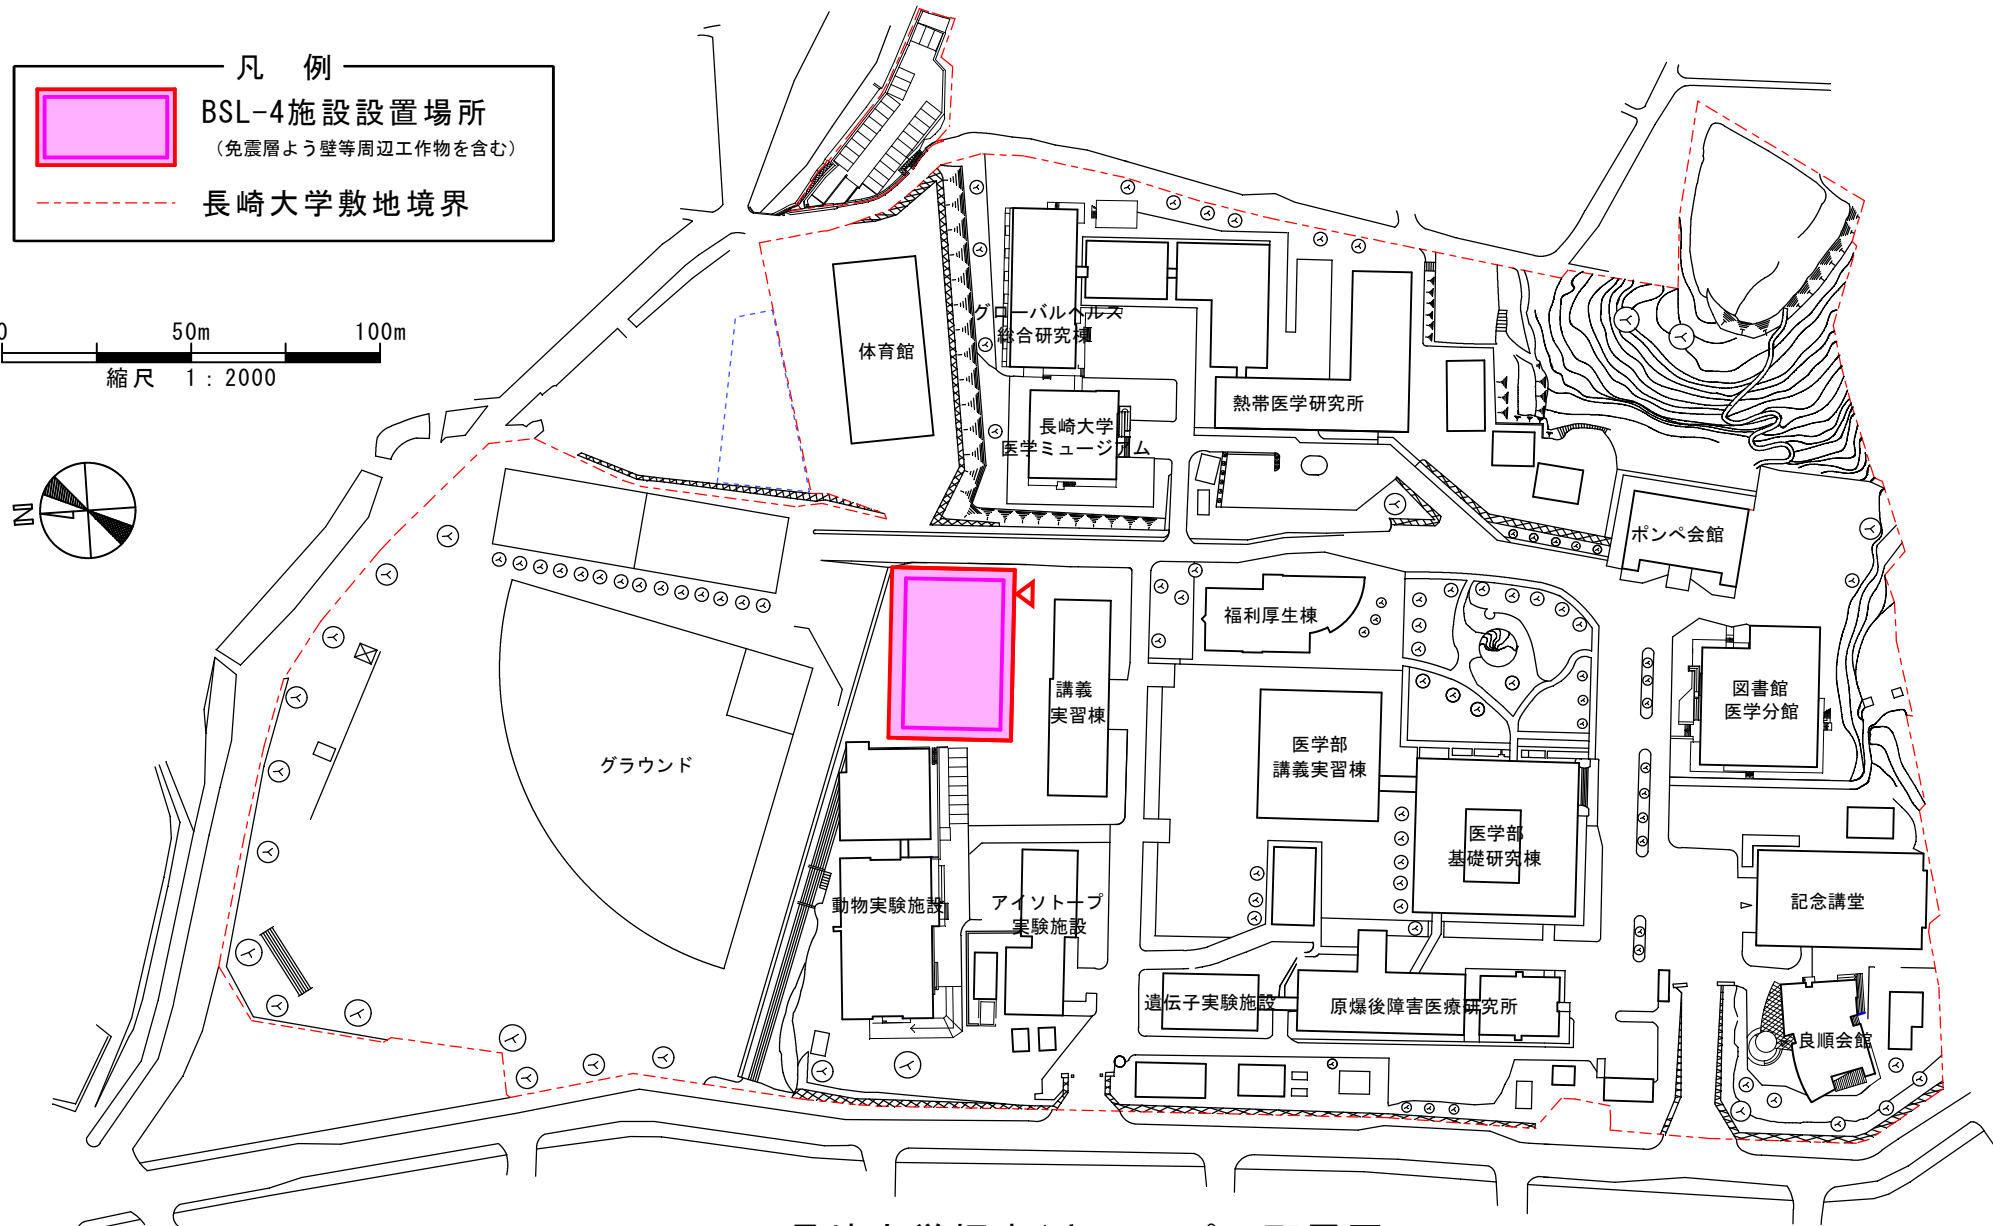 凡 例
BSL-4施設設置場所
（免震層よう壁等周辺工作物を含む）
長崎大学敷地境界
0 50m 100m
縮尺 1：2000
N
体育館
グローバルヘルス
総合研究棟
長崎大学
医学ミュージアム
熱帯医学研究所
ポンペ会館
福利厚生棟
講義
実習棟
図書館
医学分館
医学部
講義実習棟
グラウンド
医学部
基礎研究棟
動物実験施設
アイソトープ
実験施設
記念講堂
遺伝子実験施設
原爆後障害医療研究所
良順会館